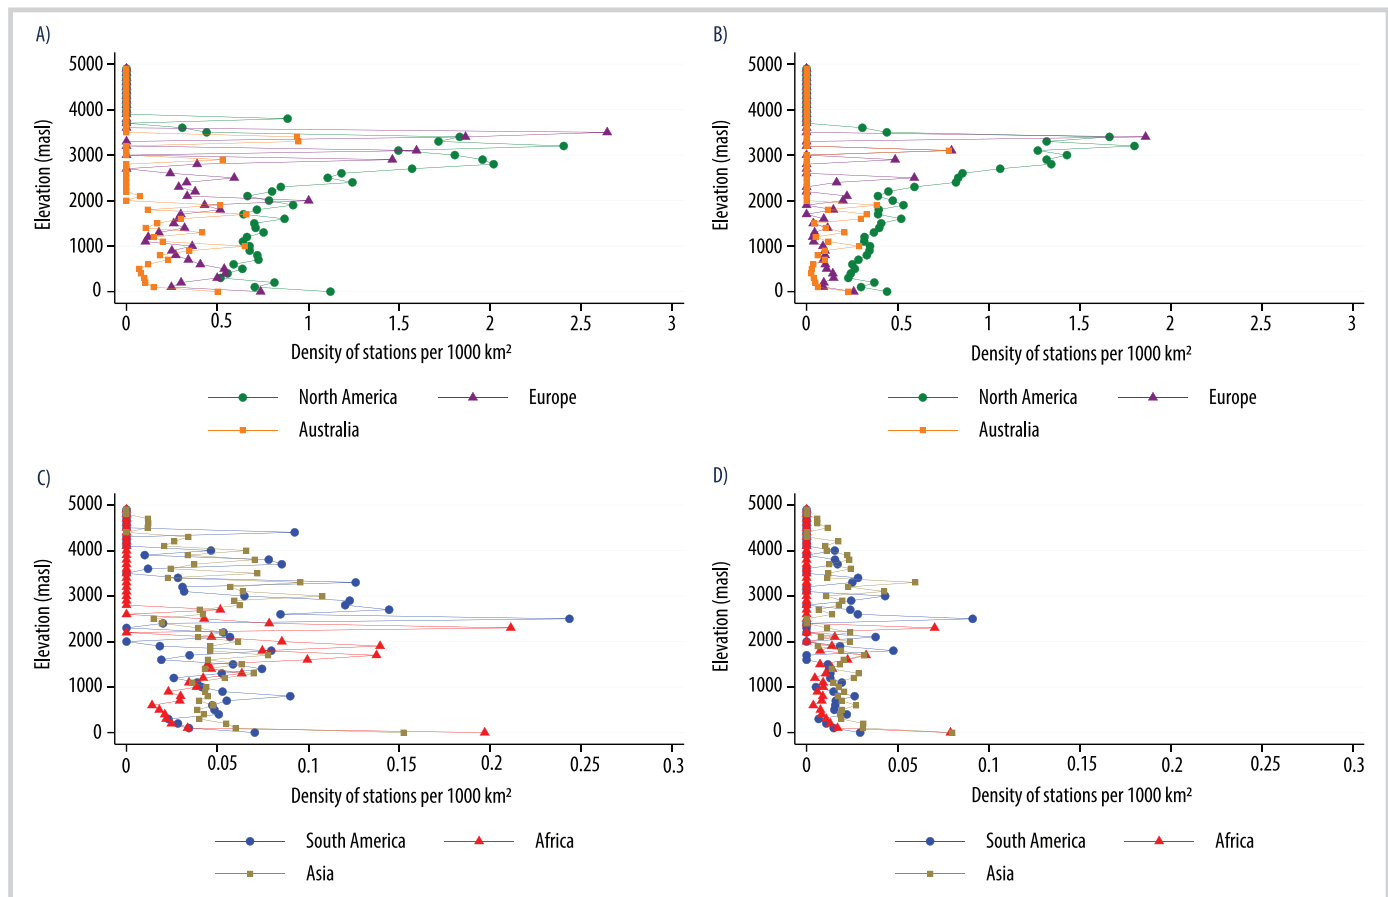 A)
5000
4000
3000
2000
1000
0
Elevation (masl)
0 0.5 1 1.5 2 2.5 3
Density of stations per 1000 km²
North America Europe
Australia
B)
5000
4000
3000
2000
1000
0
Elevation (masl)
0 0.5 1 1.5 2 2.5 3
Density of stations per 1000 km²
North America Europe
Australia
C)
5000
4000
3000
2000
1000
0
Elevation (masl)
0 0.05 0.1 0.15 0.2 0.25 0.3
Density of stations per 1000 km²
South America Africa
Asia
D)
5000
4000
3000
2000
1000
0
Elevation (masl)
0 0.05 0.1 0.15 0.2 0.25 0.3
Density of stations per 1000 km²
South America Africa
Asia